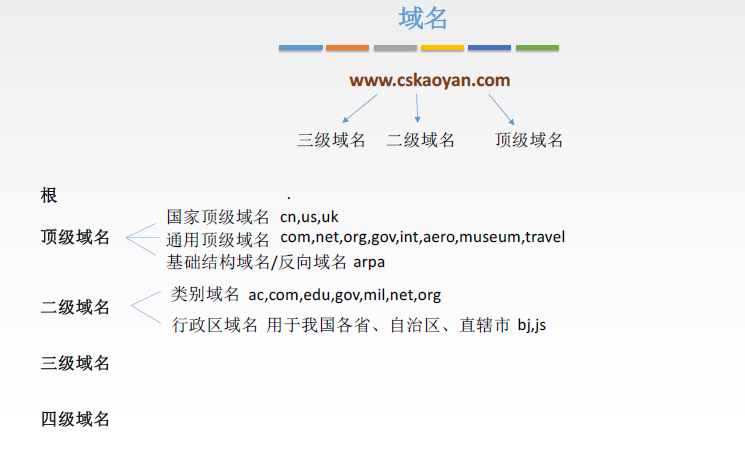 域名
www.cskaoyan.com
三级域名 二级域名 顶级域名
根 .
国家顶级域名 cn,us,uk
顶级域名 通用顶级域名 com,net,org,gov,int,aero,museum,travel
基础结构域名/反向域名 arpa
类别域名 ac,com,edu,gov,mil,net,org
二级域名
行政区域名 用于我国各省、自治区、直辖市 bj,js
三级域名
四级域名